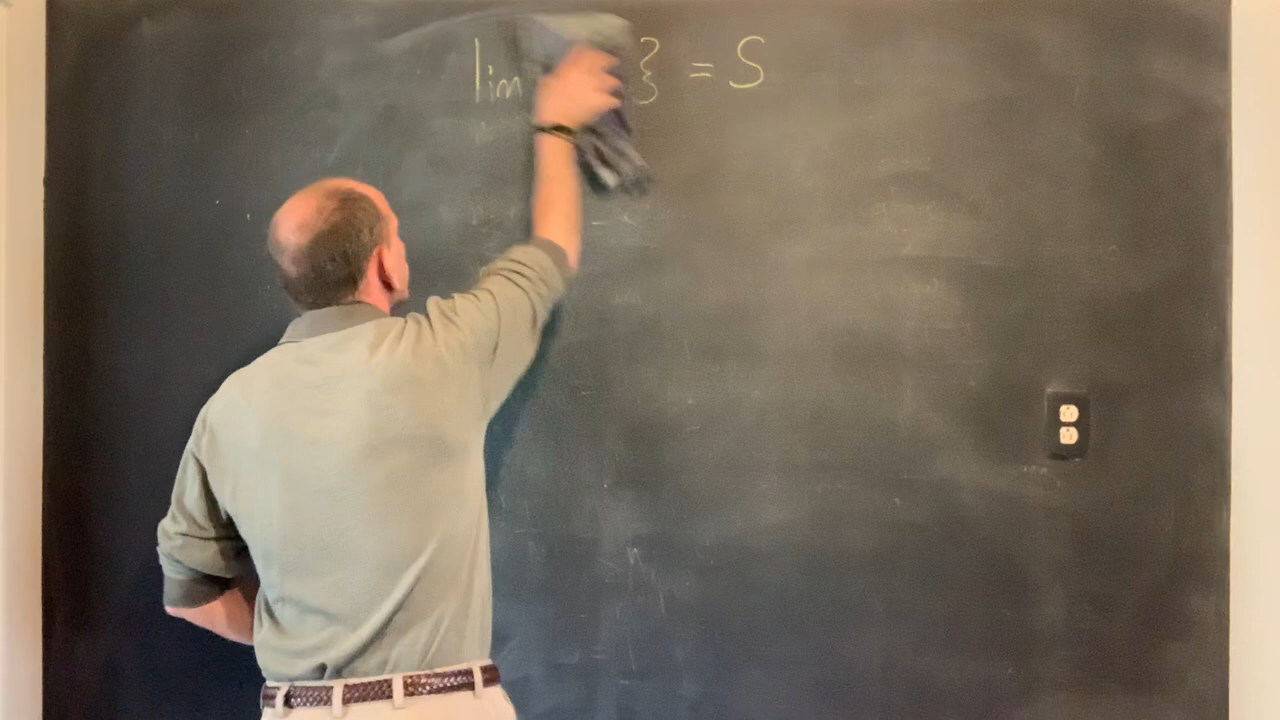 lim } = S